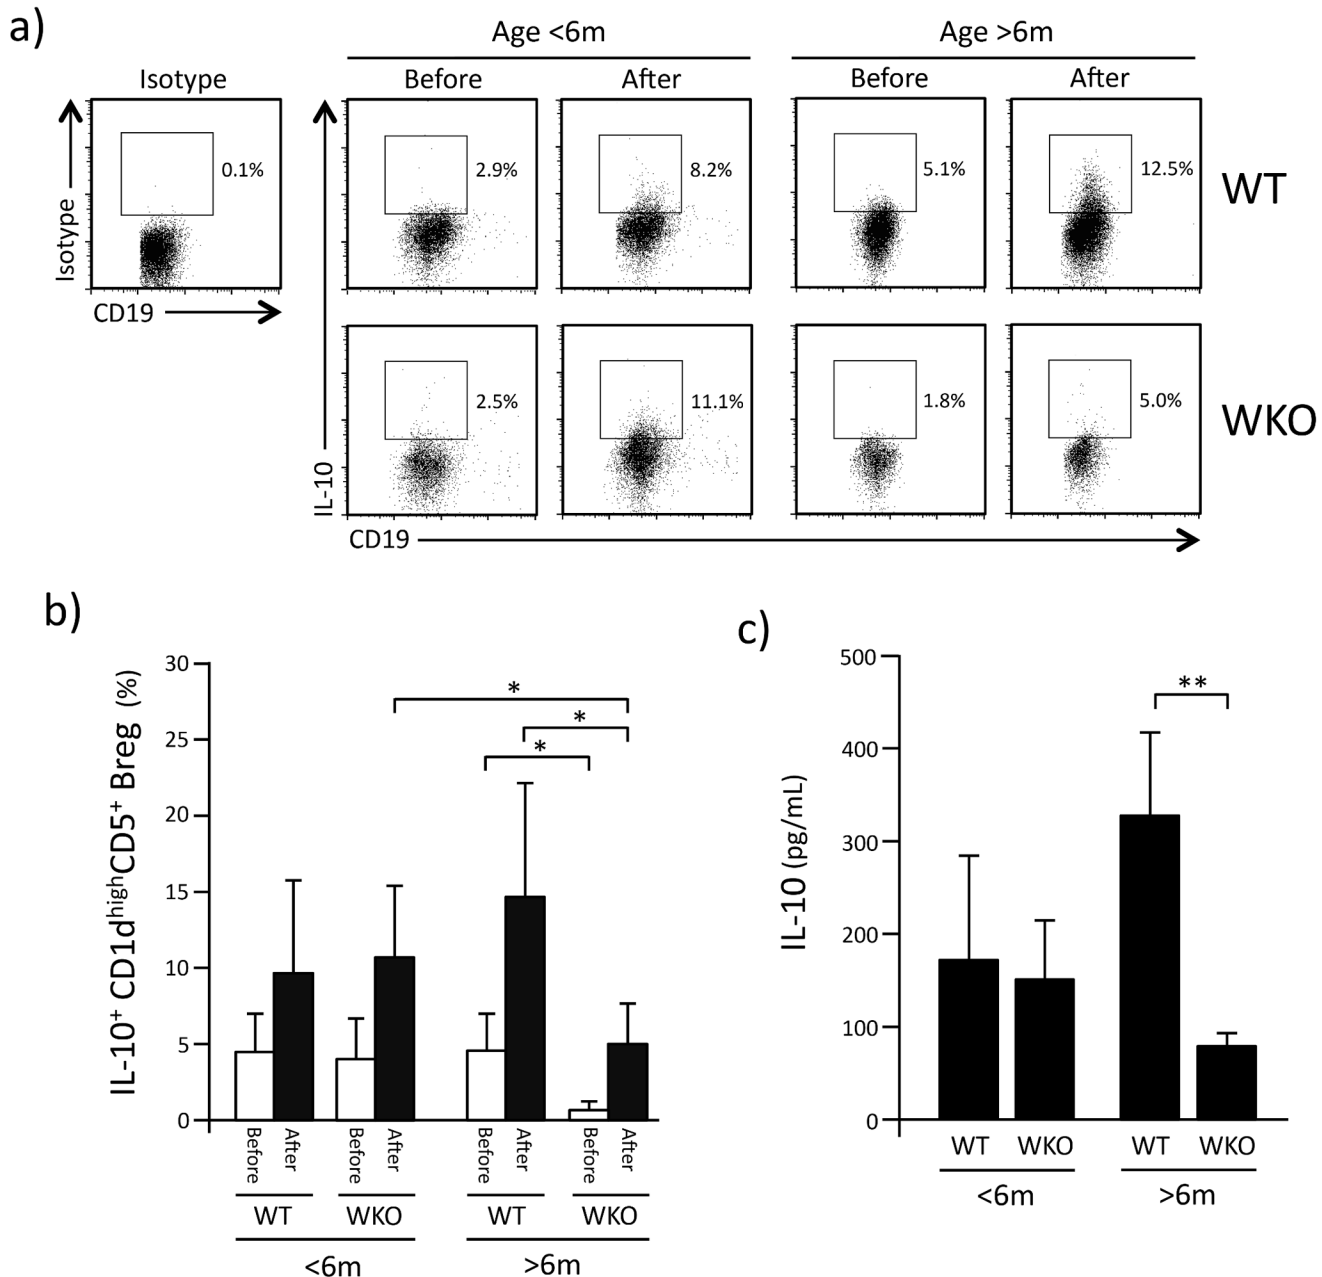 a)
Age <6m
Age >6m
Isotype
Before
After
Before
After
Isotype
0.1%
2.9%
8.2%
5.1%
12.5%
WT
CD19
IL-10
2.5%
11.1%
1.8%
5.0%
WKO
CD19
b)
IL-10+ CD1dhighCD5+ Breg (%)
30
25
20
15
10
5
0
*
*
*
Before
After
Before
After
Before
After
Before
After
WT
WKO
WT
WKO
<6m
>6m
c)
IL-10 (pg/mL)
500
400
300
200
100
0
**
WT
WKO
WT
WKO
<6m
>6m